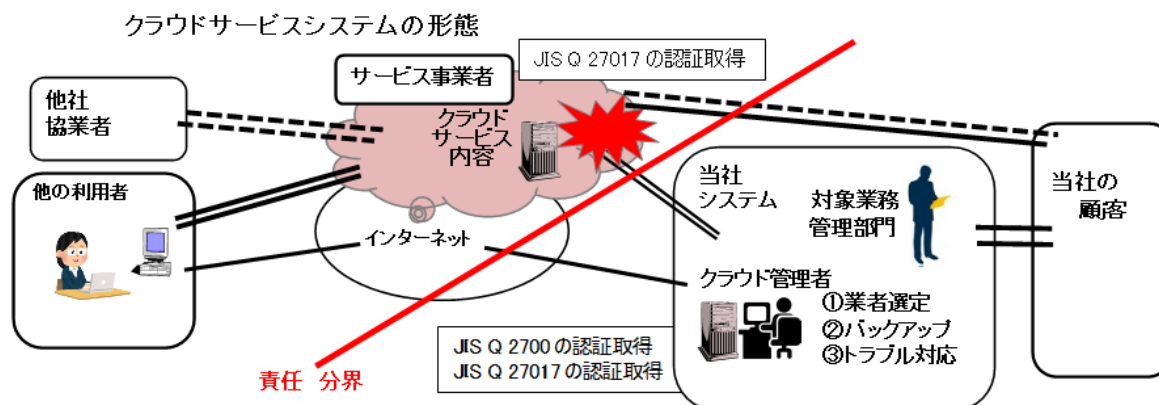 クラウドサービスシステムの形態
JIS Q 27017 の認証取得
サービス事業者
他社
協業者
クラウド
サービス
内容
他の利用者
インターネット
当社
システム
対象業務
管理部門
当社の
顧客
クラウド管理者
①業者選定
②バックアップ
③トラブル対応
JIS Q 2700 の認証取得
JIS Q 27017 の認証取得
責任 分界